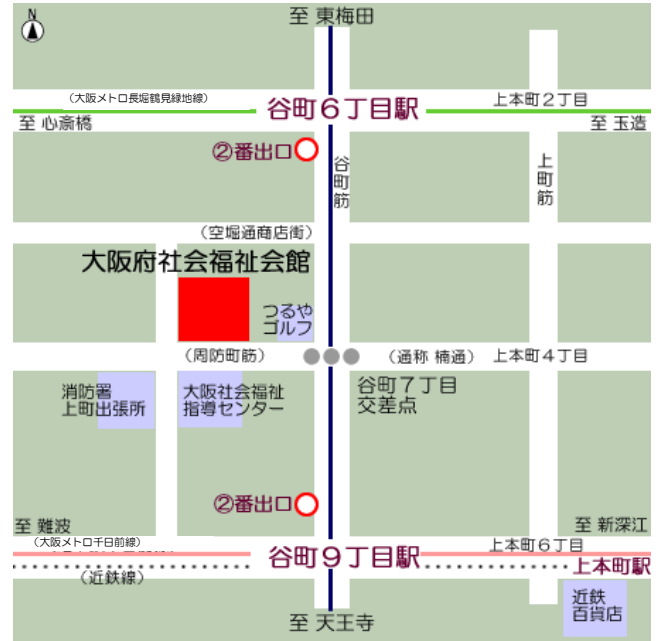 N
至 東梅田
(大阪メトロ長堀鶴見緑地線)
谷町6丁目駅
上本町2丁目
至 心斎橋
至 玉造
②番出口
谷町筋
上町筋
(空堀通商店街)
大阪府社会福祉会館
つるや
ゴルフ
(周防町筋)
(通称 楠通)
上本町4丁目
消防署
上町出張所
大阪社会福祉
指導センター
谷町7丁目
交差点
②番出口
至 難波
至 新深江
(大阪メトロ千日前線)
上本町6丁目
谷町9丁目駅
上本町駅
(近鉄線)
近鉄
百貨店
至 天王寺